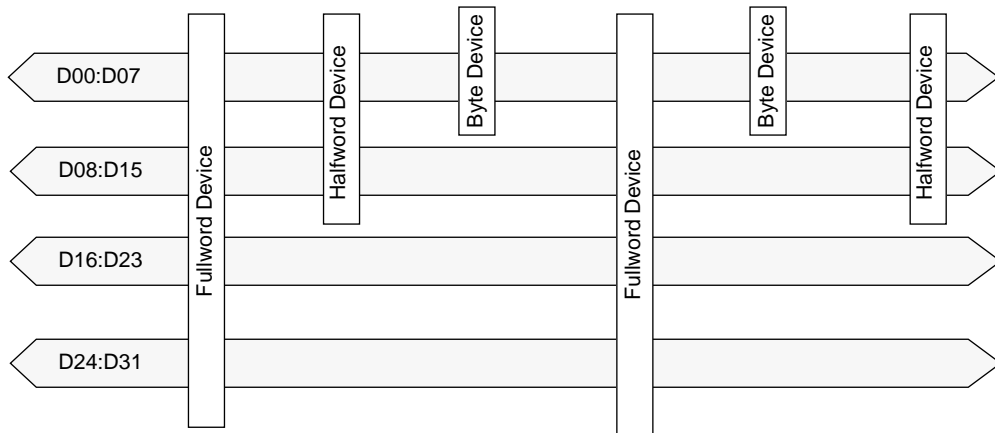 D00:D07
D08:D15
D16:D23
D24:D31
Fullword Device
Halfword Device
Byte Device
Fullword Device
Byte Device
Halfword Device